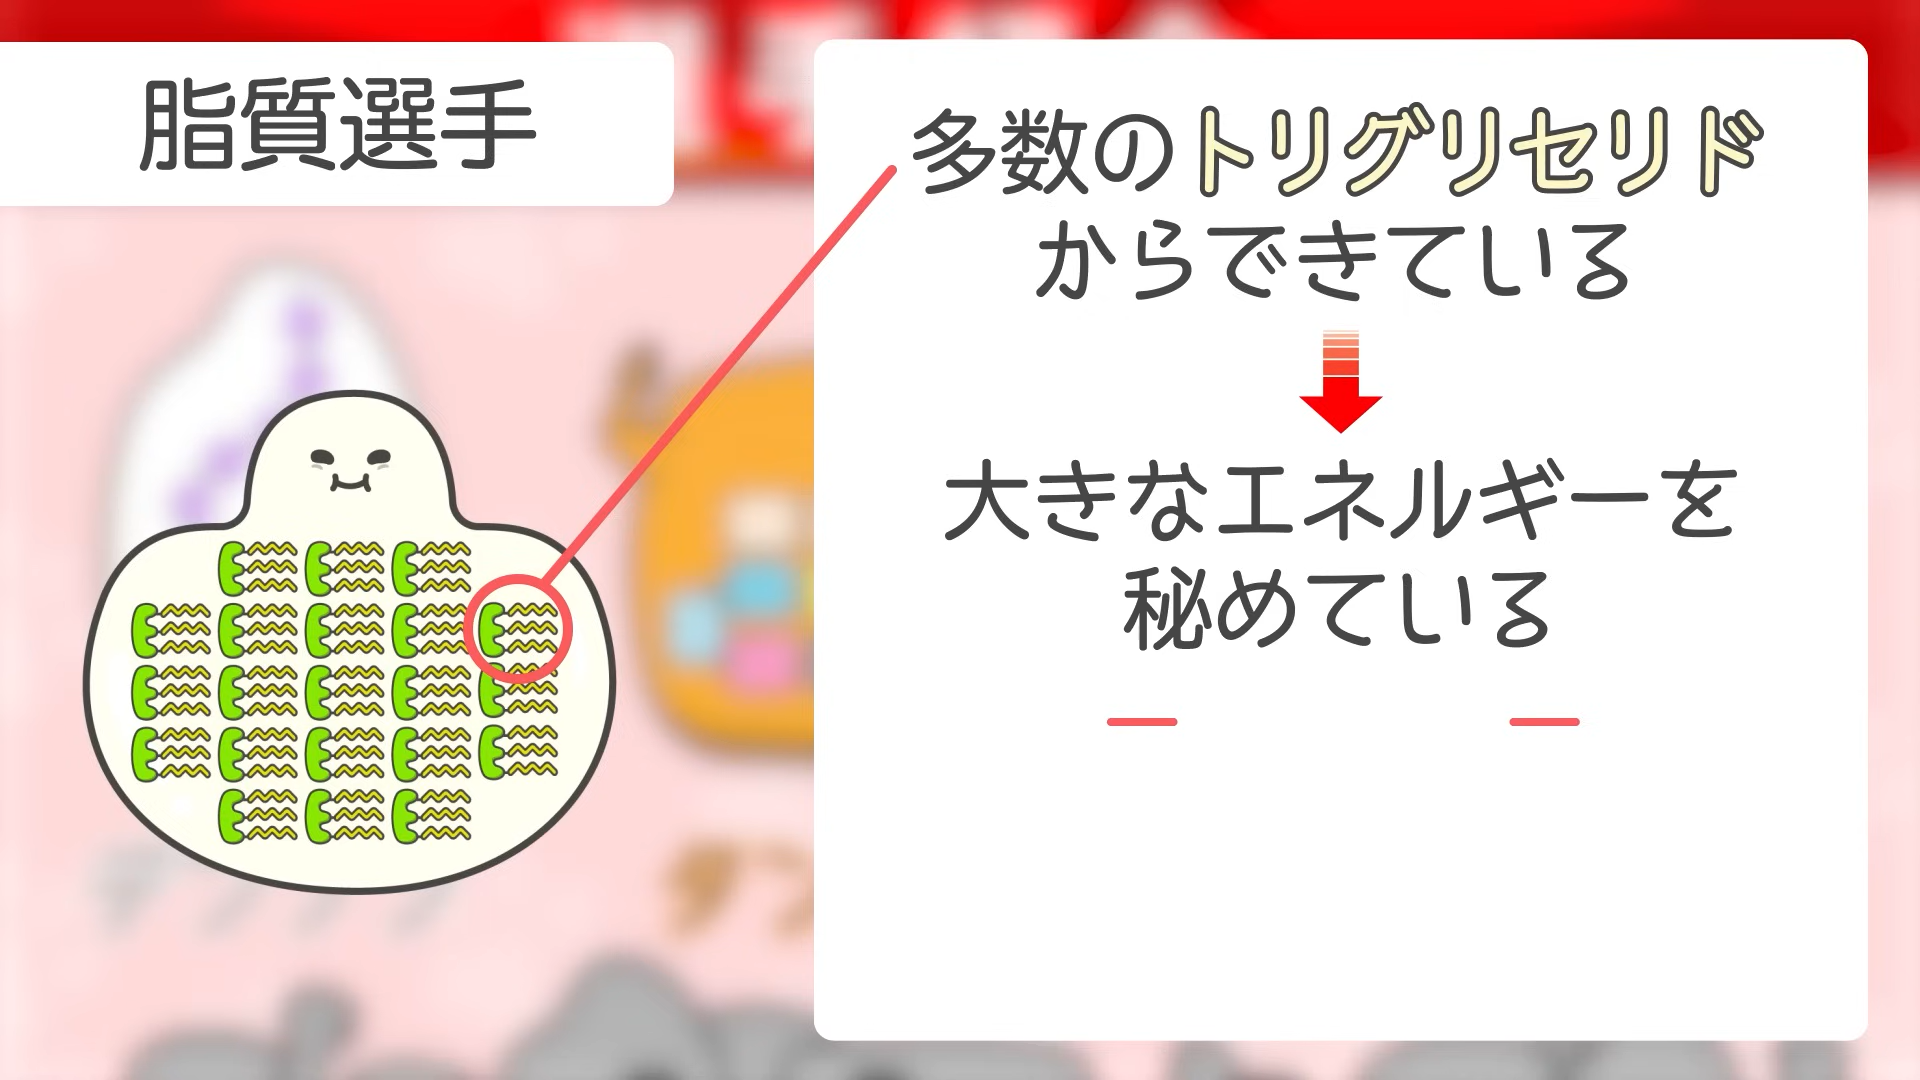 脂質選手
多数のトリグリセリド
からできている
大きなエネルギーを
秘めている